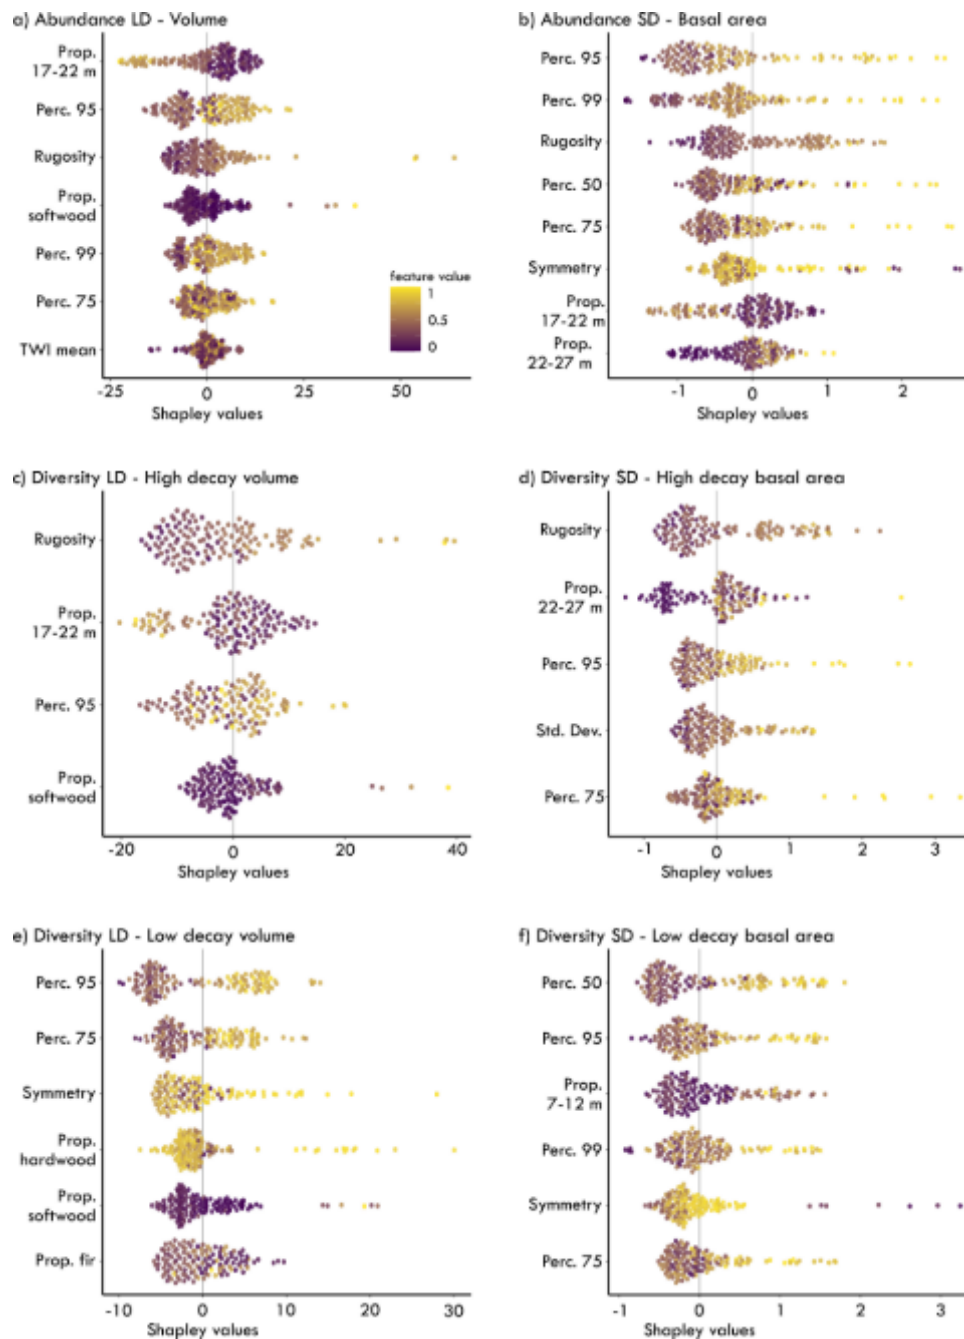 a) Abundance LD - Volume
Prop.
17-22 m
Perc. 95
Rugosity
Prop.
softwood
Perc. 99
Perc. 75
TWI mean
feature value
1
0.5
0
-25
0
25
50
Shapley values
b) Abundance SD - Basal area
Perc. 95
Perc. 99
Rugosity
Perc. 50
Perc. 75
Symmetry
Prop.
17-22 m
Prop.
22-27 m
-1
0
1
2
Shapley values
c) Diversity LD - High decay volume
Rugosity
Prop.
17-22 m
Perc. 95
Prop.
softwood
-20
0
20
40
Shapley values
d) Diversity SD - High decay basal area
Rugosity
Prop.
22-27 m
Perc. 95
Std. Dev.
Perc. 75
-1
0
1
2
3
Shapley values
e) Diversity LD - Low decay volume
Perc. 95
Perc. 75
Symmetry
Prop.
hardwood
Prop.
softwood
Prop. fir
-10
0
10
20
30
Shapley values
f) Diversity SD - Low decay basal area
Perc. 50
Perc. 95
Prop.
7-12 m
Perc. 99
Symmetry
Perc. 75
-1
0
1
2
3
Shapley values